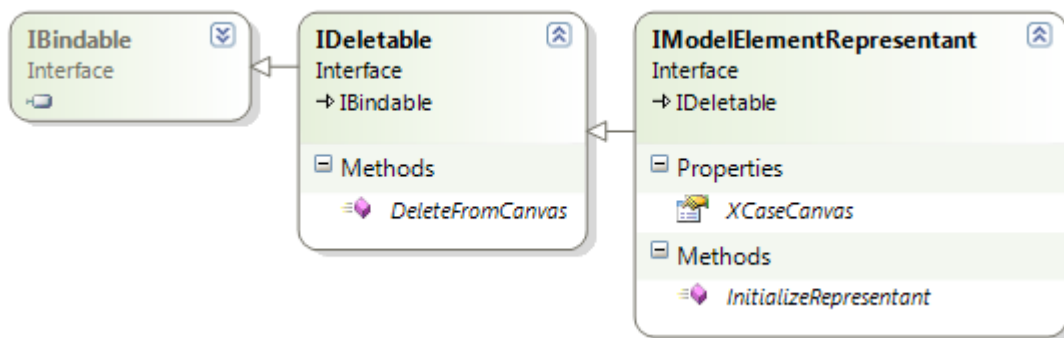 IBindable
Interface
IDeletable
Interface
IBindable
Methods
DeleteFromCanvas
IModelElementRepresentant
Interface
IDeletable
Properties
XCaseCanvas
Methods
InitializeRepresentant